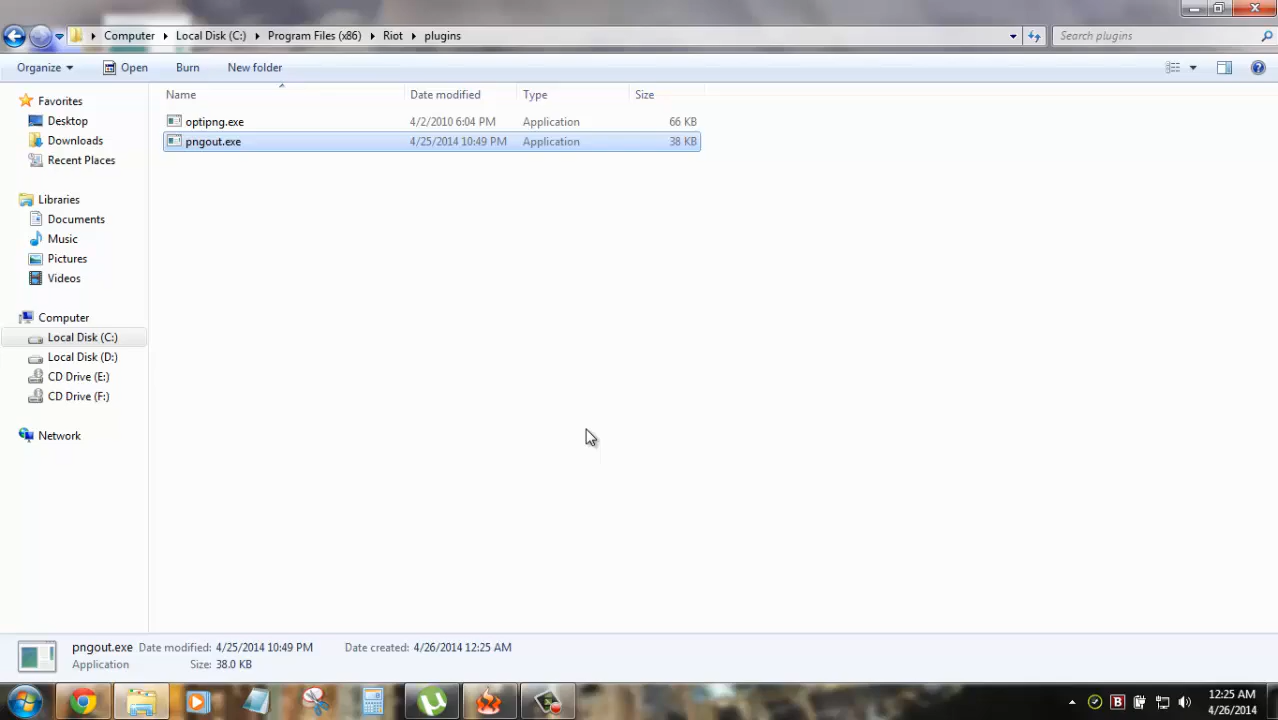 Computer Local Disk (C:) Program Files (x86) Riot plugins Search plugins
Organize Open Burn New folder
Name Date modified Type Size
optipng.exe 4/2/2010 6:04 PM Application 66 KB
pngout.exe 4/25/2014 10:49 PM Application 38 KB
Favorites
Desktop
Downloads
Recent Places
Libraries
Documents
Music
Pictures
Videos
Computer
Local Disk (C:)
Local Disk (D:)
CD Drive (E:)
CD Drive (F:)
Network
pngout.exe Date modified: 4/25/2014 10:49 PM Date created: 4/26/2014 12:25 AM
Application Size: 38.0 KB
12:25 AM
4/26/2014